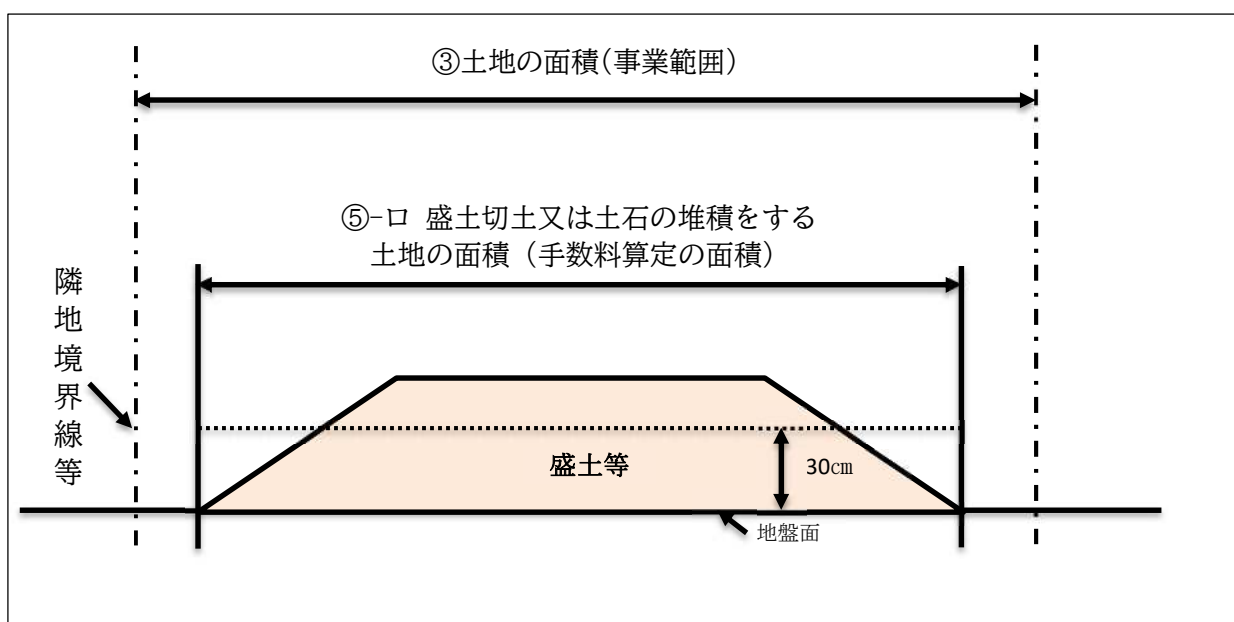 ③土地の面積(事業範囲)
⑤-ロ 盛土切土又は土石の堆積をする
土地の面積（手数料算定の面積）
隣地境界線等
盛土等
30㎝
地盤面